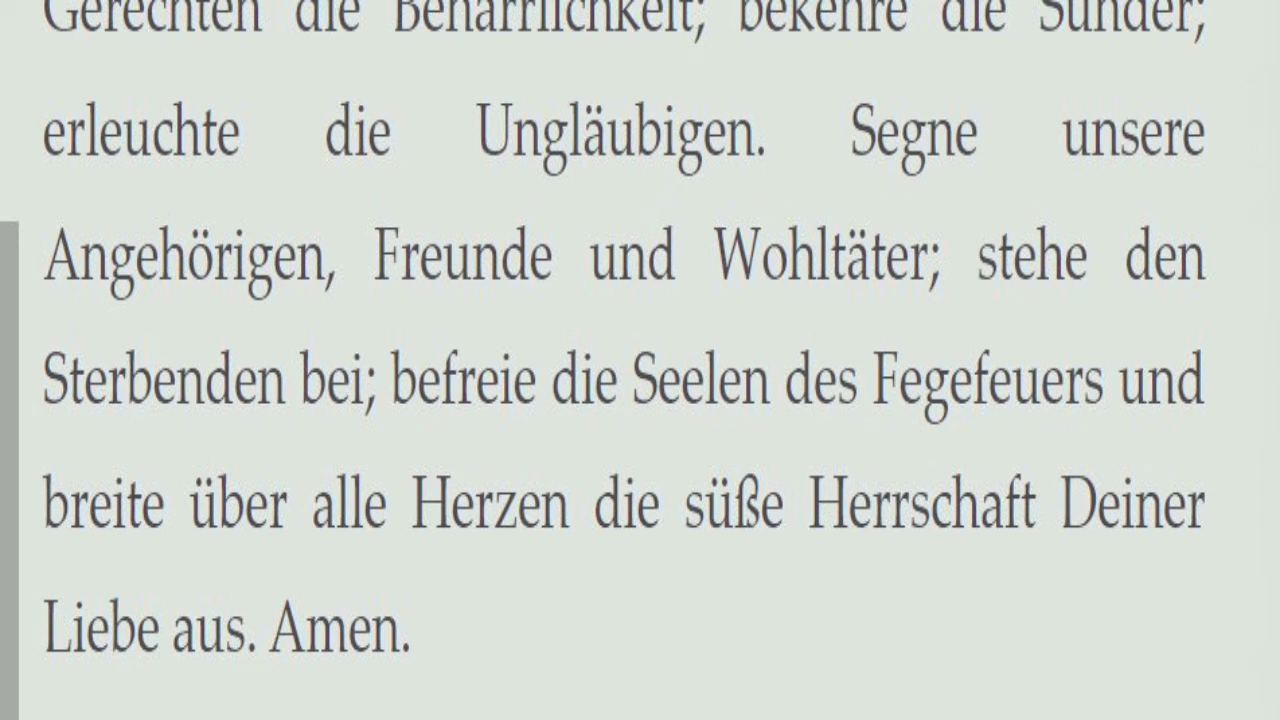 Gerechten die Beharrlichkeit; bekehre die Sünder;
erleuchte die Ungläubigen. Segne unsere
Angehörigen, Freunde und Wohltäter; stehe den
Sterbenden bei; befreie die Seelen des Fegefeuers und
breite über alle Herzen die süße Herrschaft Deiner
Liebe aus. Amen.